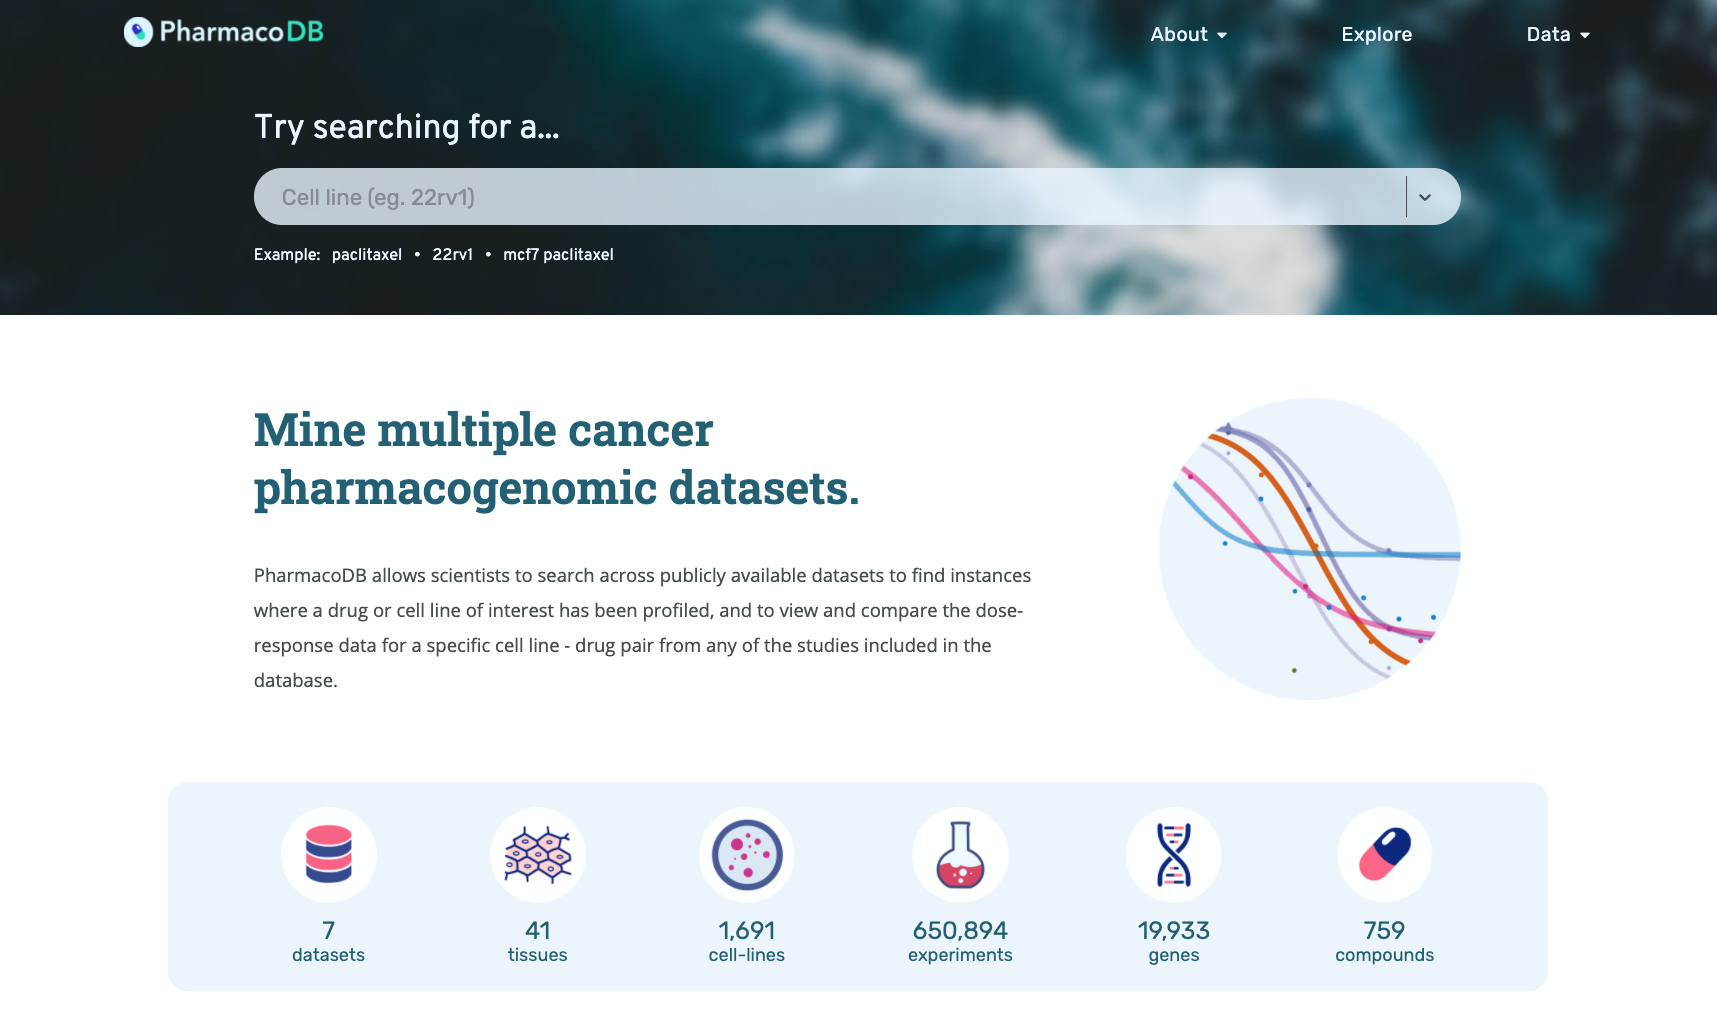 PharmacoDB
About
Explore
Data
Try searching for a...
Cell line (eg. 22rv1)
Example: paclitaxel • 22rv1 • mcf7 paclitaxel
Mine multiple cancer
pharmacogenomic datasets.
PharmacoDB allows scientists to search across publicly available datasets to find instances
where a drug or cell line of interest has been profiled, and to view and compare the dose-
response data for a specific cell line - drug pair from any of the studies included in the
database.
7
datasets
41
tissues
1,691
cell-lines
650,894
experiments
19,933
genes
759
compounds